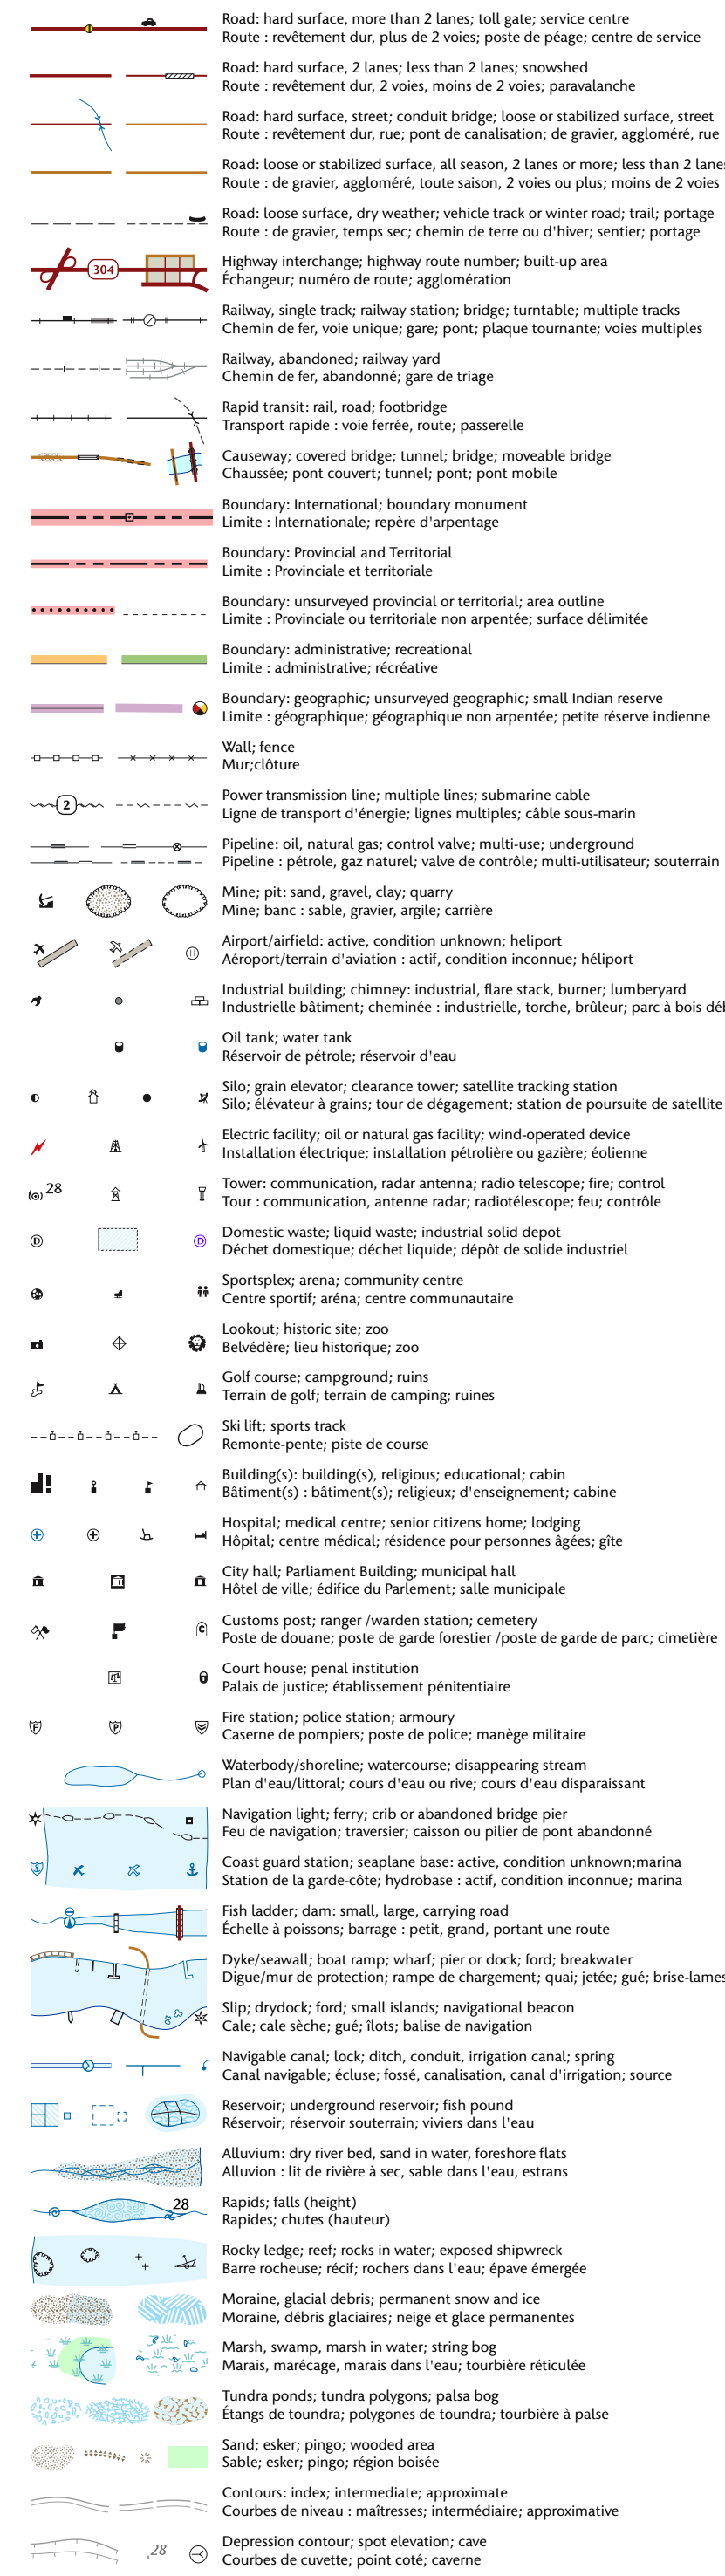 Road: hard surface, more than 2 lanes; toll gate; service centre
Route : revêtement dur, plus de 2 voies; poste de péage; centre de service
Road: hard surface, 2 lanes; less than 2 lanes; snowshed
Route : revêtement dur, 2 voies, moins de 2 voies; paravalanche
Road: hard surface, street; conduit bridge; loose or stabilized surface, street
Route : revêtement dur, rue; pont de canalisation; de gravier, aggloméré, rue
Road: loose or stabilized surface, all season, 2 lanes or more; less than 2 lanes
Route : de gravier, aggloméré, toute saison, 2 voies ou plus; moins de 2 voies
Road: loose surface, dry weather; vehicle track or winter road; trail; portage
Route : de gravier, temps sec; chemin de terre ou d'hiver; sentier; portage
304
Highway interchange; highway route number; built-up area
Échangeur; numéro de route; agglomération
Railway, single track; railway station; bridge; turntable; multiple tracks
Chemin de fer, voie unique; gare; pont; plaque tournante; voies multiples
Railway, abandoned; railway yard
Chemin de fer, abandonné; gare de triage
Rapid transit: rail, road; footbridge
Transport rapide : voie ferrée, route; passerelle
Causeway; covered bridge; tunnel; bridge; moveable bridge
Chaussée; pont couvert; tunnel; pont; pont mobile
Boundary: International; boundary monument
Limite : Internationale; repère d'arpentage
Boundary: Provincial and Territorial
Limite : Provinciale et territoriale
Boundary: unsurveyed provincial or territorial; area outline
Limite : Provinciale ou territoriale non arpentée; surface délimitée
Boundary: administrative; recreational
Limite : administrative; récréative
Boundary: geographic; unsurveyed geographic; small Indian reserve
Limite : géographique; géographique non arpentée; petite réserve indienne
Wall; fence
Mur;clôture
2
Power transmission line; multiple lines; submarine cable
Ligne de transport d'énergie; lignes multiples; câble sous-marin
Pipeline: oil, natural gas; control valve; multi-use; underground
Pipeline : pétrole, gaz naturel; valve de contrôle; multi-utilisateur; souterrain
Mine; pit: sand, gravel, clay; quarry
Mine; banc : sable, gravier, argile; carrière
H
Airport/airfield: active, condition unknown; heliport
Aéroport/terrain d'aviation : actif, condition inconnue; héliport
Industrial building; chimney: industrial, flare stack, burner; lumberyard
Industrielle bâtiment; cheminée : industrielle, torche, brûleur; parc à bois
Oil tank; water tank
Réservoir de pétrole; réservoir d'eau
Silo; grain elevator; clearance tower; satellite tracking station
Silo; élévateur à grains; tour de dégagement; station de poursuite de satellite
Electric facility; oil or natural gas facility; wind-operated device
Installation électrique; installation pétrolière ou gazière; éolienne
28
Tower: communication, radar antenna; radio telescope; fire; control
Tour : communication, antenne radar; radiotélescope; feu; contrôle
D D
Domestic waste; liquid waste; industrial solid depot
Déchet domestique; déchet liquide; dépôt de solide industriel
Sportsplex; arena; community centre
Centre sportif; aréna; centre communautaire
Lookout; historic site; zoo
Belvédère; lieu historique; zoo
Golf course; campground; ruins
Terrain de golf; terrain de camping; ruines
Ski lift; sports track
Remonte-pente; piste de course
Building(s): building(s), religious; educational; cabin
Bâtiment(s) : bâtiment(s); religieux; d'enseignement; cabine
Hospital; medical centre; senior citizens home; lodging
Hôpital; centre médical; résidence pour personnes âgées; gîte
City hall; Parliament Building; municipal hall
Hôtel de ville; édifice du Parlement; salle municipale
C
Customs post; ranger /warden station; cemetery
Poste de douane; poste de garde forestier /poste de garde de parc; cimetière
Court house; penal institution
Palais de justice; établissement pénitentiaire
F P
Fire station; police station; armoury
Caserne de pompiers; poste de police; manège militaire
Waterbody/shoreline; watercourse; disappearing stream
Plan d'eau/littoral; cours d'eau ou rive; cours d'eau disparaissant
Navigation light; ferry; crib or abandoned bridge pier
Feu de navigation; traversier; caisson ou pilier de pont abandonné
Coast guard station; seaplane base: active, condition unknown;marina
Station de la garde-côte; hydrobase : actif, condition inconnue; marina
Fish ladder; dam: small, large, carrying road
Échelle à poissons; barrage : petit, grand, portant une route
Dyke/seawall; boat ramp; wharf; pier or dock; ford; breakwater
Digue/mur de protection; rampe de chargement; quai; jetée; gué; brise-lames
Slip; drydock; ford; small islands; navigational beacon
Cale; cale sèche; gué; îlots; balise de navigation
Navigable canal; lock; ditch, conduit, irrigation canal; spring
Canal navigable; écluse; fossé, canalisation, canal d'irrigation; source
Reservoir; underground reservoir; fish pound
Réservoir; réservoir souterrain; viviers dans l'eau
Alluvium: dry river bed, sand in water, foreshore flats
Alluvion : lit de rivière à sec, sable dans l'eau, estrans
28
Rapids; falls (height)
Rapides; chutes (hauteur)
Rocky ledge; reef; rocks in water; exposed shipwreck
Barre rocheuse; récif; rochers dans l'eau; épave émergée
Moraine, glacial debris; permanent snow and ice
Moraine, débris glaciaires; neige et glace permanentes
Marsh, swamp, marsh in water; string bog
Marais, marécage, marais dans l'eau; tourbière réticulée
Tundra ponds; tundra polygons; palsa bog
Étangs de toundra; polygones de toundra; tourbière à palse
Sand; esker; pingo; wooded area
Sable; esker; pingo; région boisée
Contours: index; intermediate; approximate
Courbes de niveau : maîtresses; intermédiaire; approximative
.28
Depression contour; spot elevation; cave
Courbes de cuvette; point coté; caverne